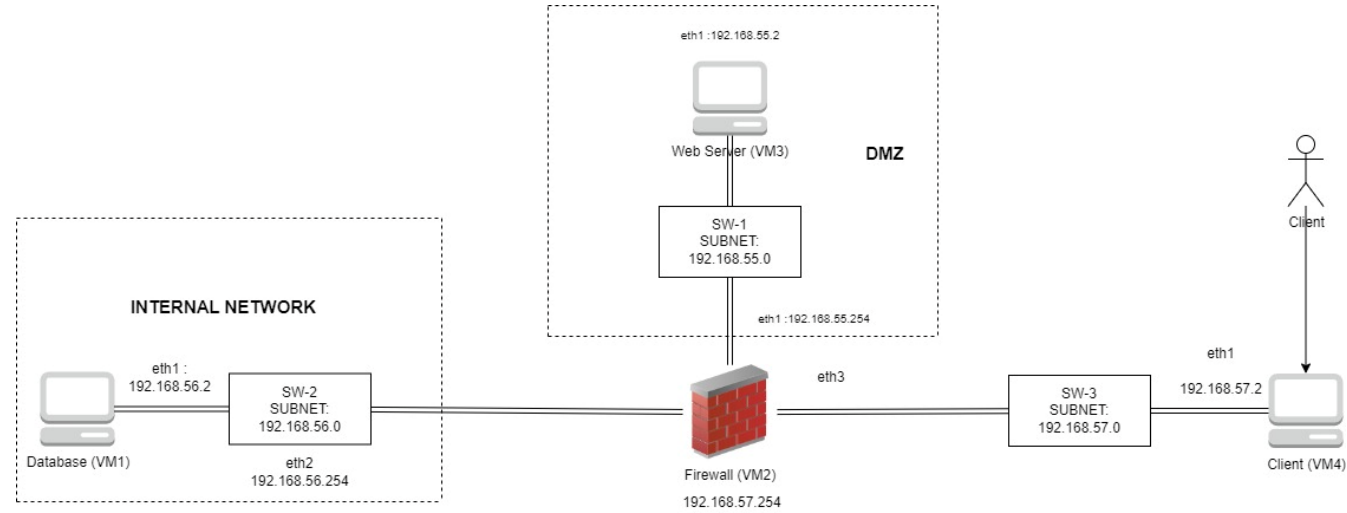 eth1 :192.168.55.2
Web Server (VM3)
DMZ
SW-1
SUBNET:
192.168.55.0
eth1 :192.168.55.254
Client
INTERNAL NETWORK
eth1 :
192.168.56.2
SW-2
SUBNET:
192.168.56.0
Database (VM1)
eth2
192.168.56.254
eth3
Firewall (VM2)
192.168.57.254
SW-3
SUBNET:
192.168.57.0
eth1
192.168.57.2
Client (VM4)